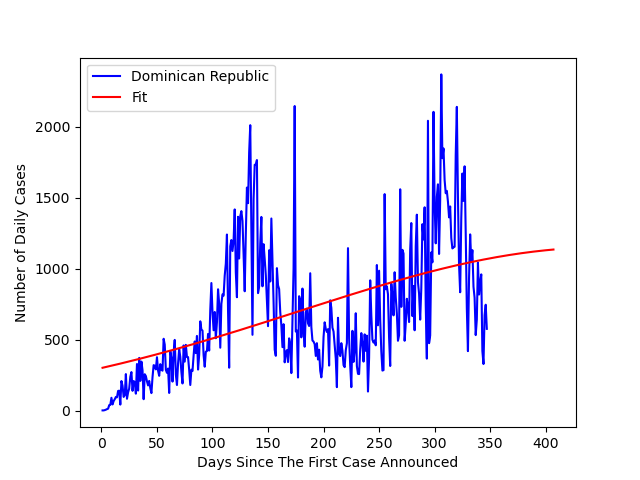 Dominican Republic
Fit
Number of Daily Cases
2000
1500
1000
500
0
0 50 100 150 200 250 300 350 400
Days Since The First Case Announced